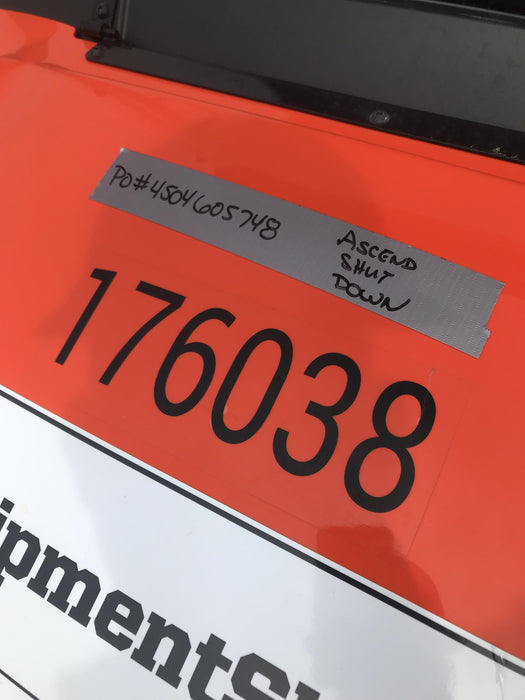 PO#4504605748
ASCEND
SHUT
DOWN
176038
ipmentS